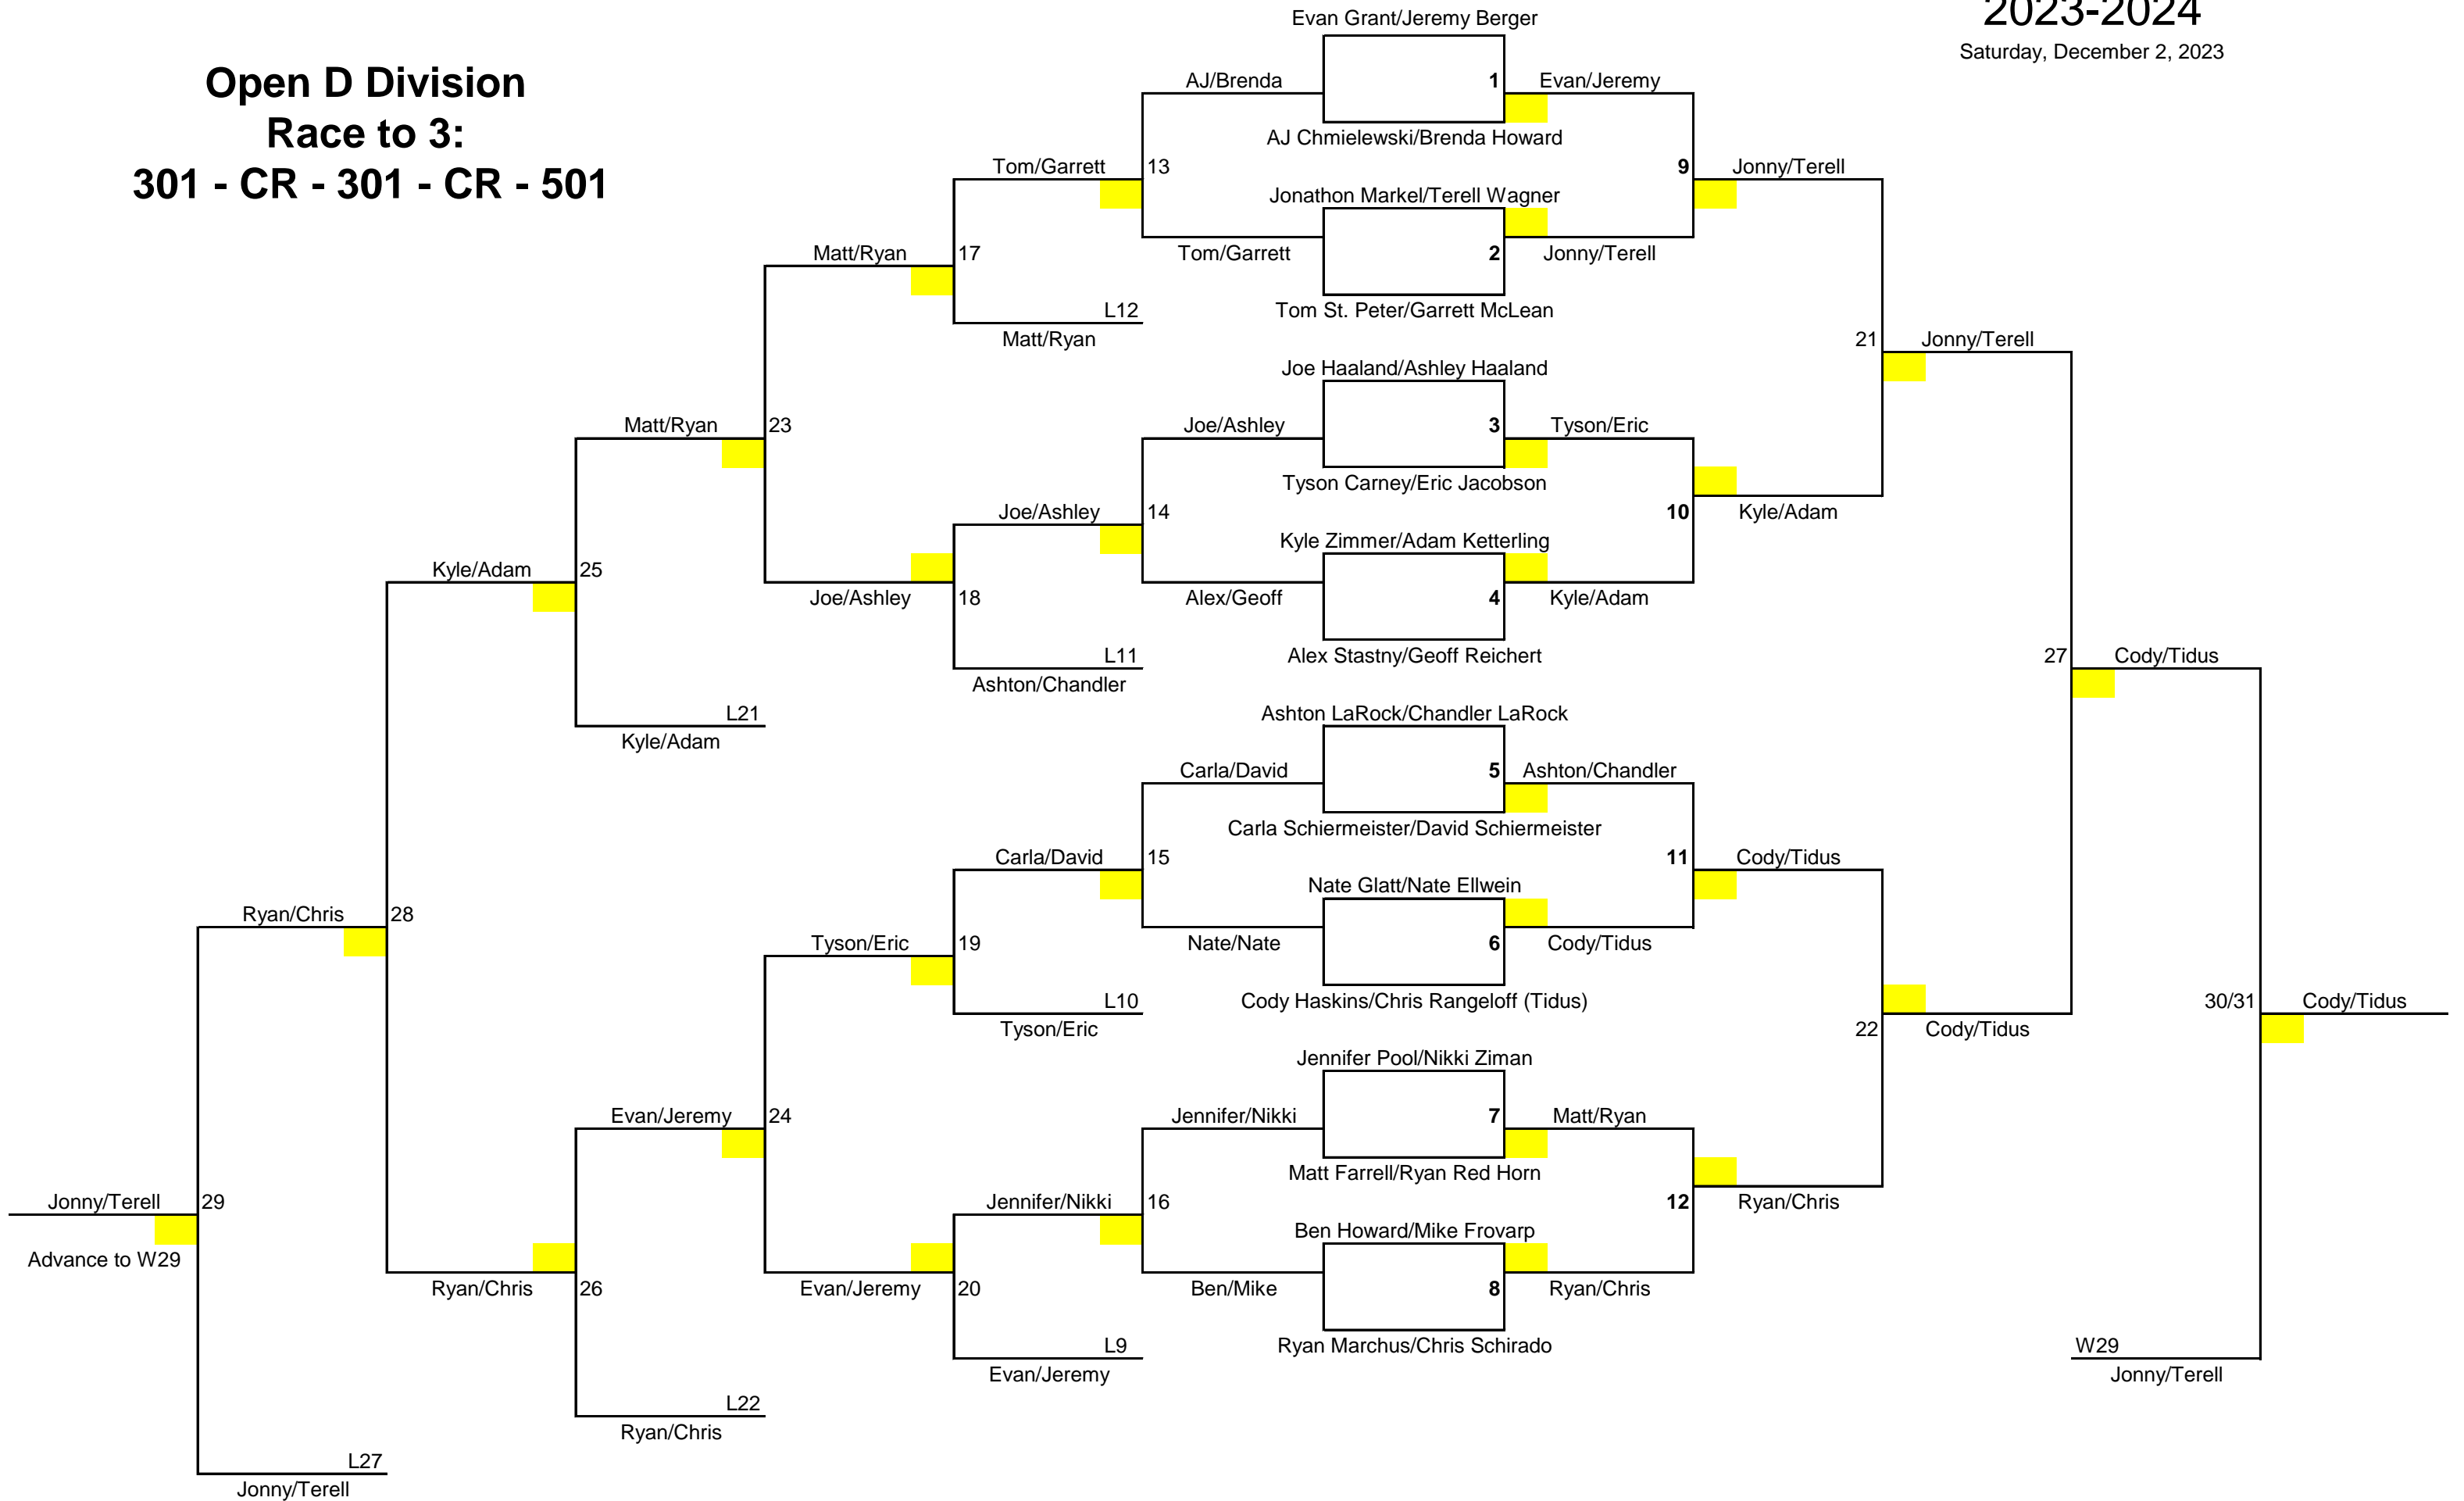 Evan Grant/Jeremy Berger
2023-2024
Saturday, December 2, 2023
Open D Division
Race to 3:
301 - CR - 301 - CR - 501
AJ/Brenda
1
Evan/Jeremy
AJ Chmielewski/Brenda Howard
Tom/Garrett
13
9
Jonny/Terell
Jonathon Markel/Terell Wagner
Matt/Ryan
17
Tom/Garrett
2
Jonny/Terell
L12
Tom St. Peter/Garrett McLean
Matt/Ryan
21
Jonny/Terell
Joe Haaland/Ashley Haaland
Matt/Ryan
23
Joe/Ashley
3
Tyson/Eric
Tyson Carney/Eric Jacobson
Joe/Ashley
14
10
Kyle/Adam
Kyle Zimmer/Adam Ketterling
Kyle/Adam
25
Joe/Ashley
18
Alex/Geoff
4
Kyle/Adam
L11
Alex Stastny/Geoff Reichert
27
Cody/Tidus
Ashton/Chandler
L21
Ashton LaRock/Chandler LaRock
Kyle/Adam
Carla/David
5
Ashton/Chandler
Carla Schiermeister/David Schiermeister
Carla/David
15
11
Cody/Tidus
Nate Glatt/Nate Ellwein
Ryan/Chris
28
Tyson/Eric
19
Nate/Nate
6
Cody/Tidus
L10
Cody Haskins/Chris Rangeloff (Tidus)
30/31
Cody/Tidus
Tyson/Eric
22
Cody/Tidus
Jennifer Pool/Nikki Ziman
Evan/Jeremy
24
Jennifer/Nikki
7
Matt/Ryan
Matt Farrell/Ryan Red Horn
Jonny/Terell
29
Jennifer/Nikki
16
12
Ryan/Chris
Ben Howard/Mike Frovarp
Advance to W29
Ryan/Chris
26
Evan/Jeremy
20
Ben/Mike
8
Ryan/Chris
L9
Ryan Marchus/Chris Schirado
W29
Evan/Jeremy
Jonny/Terell
L22
Ryan/Chris
L27
Jonny/Terell